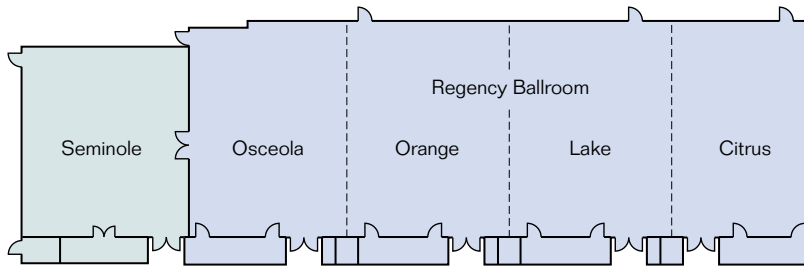 Regency Ballroom
Seminole
Osceola
Orange
Lake
Citrus